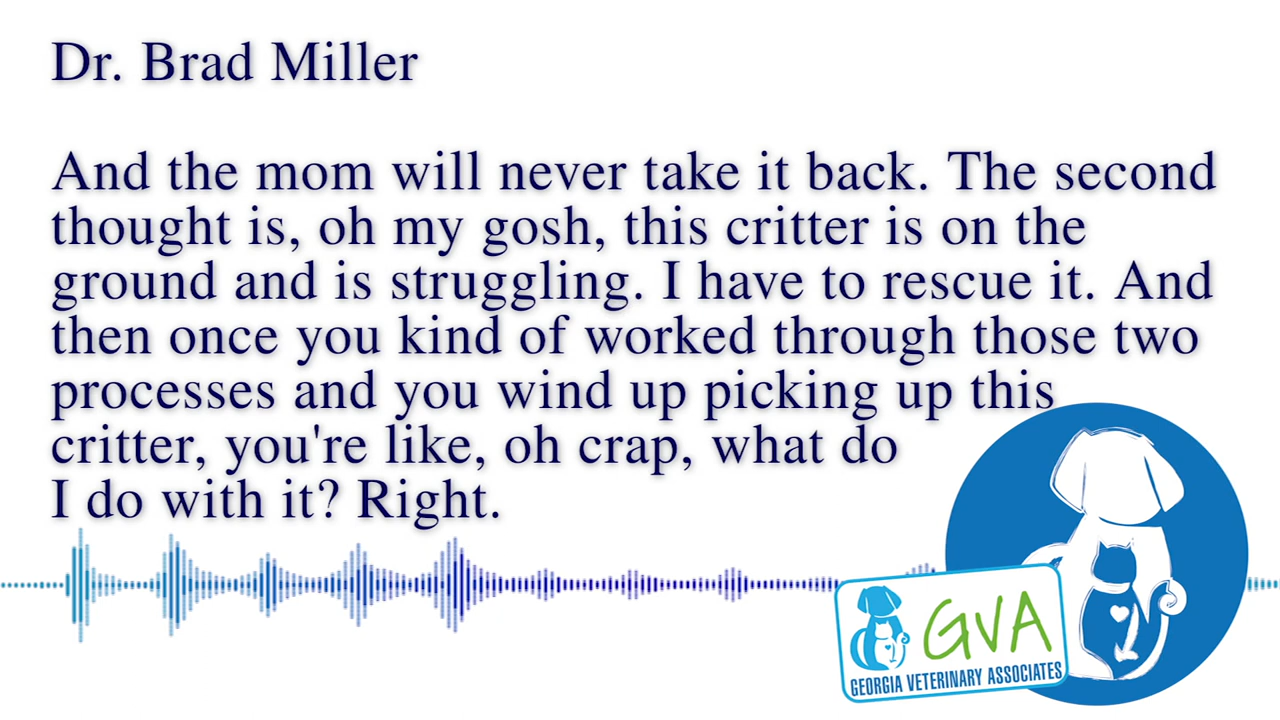 Dr. Brad Miller
And the mom will never take it back. The second
thought is, oh my gosh, this critter is on the
ground and is struggling. I have to rescue it. And
then once you kind of worked through those two
processes and you wind up picking up this
critter, you're like, oh crap, what do
I do with it? Right.
GVA
GEORGIA VETERINARY ASSOCIATES